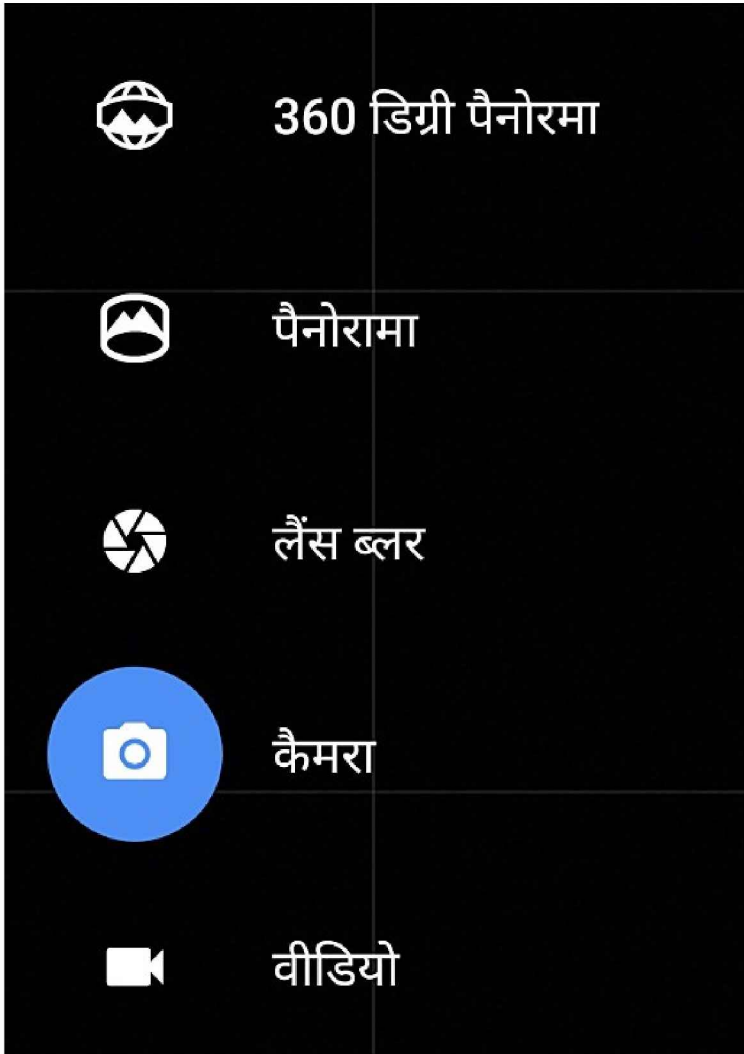 360 डिग्री पैनोरमा
पैनोरामा
लैंस ब्लर
कैमरा
वीडियो